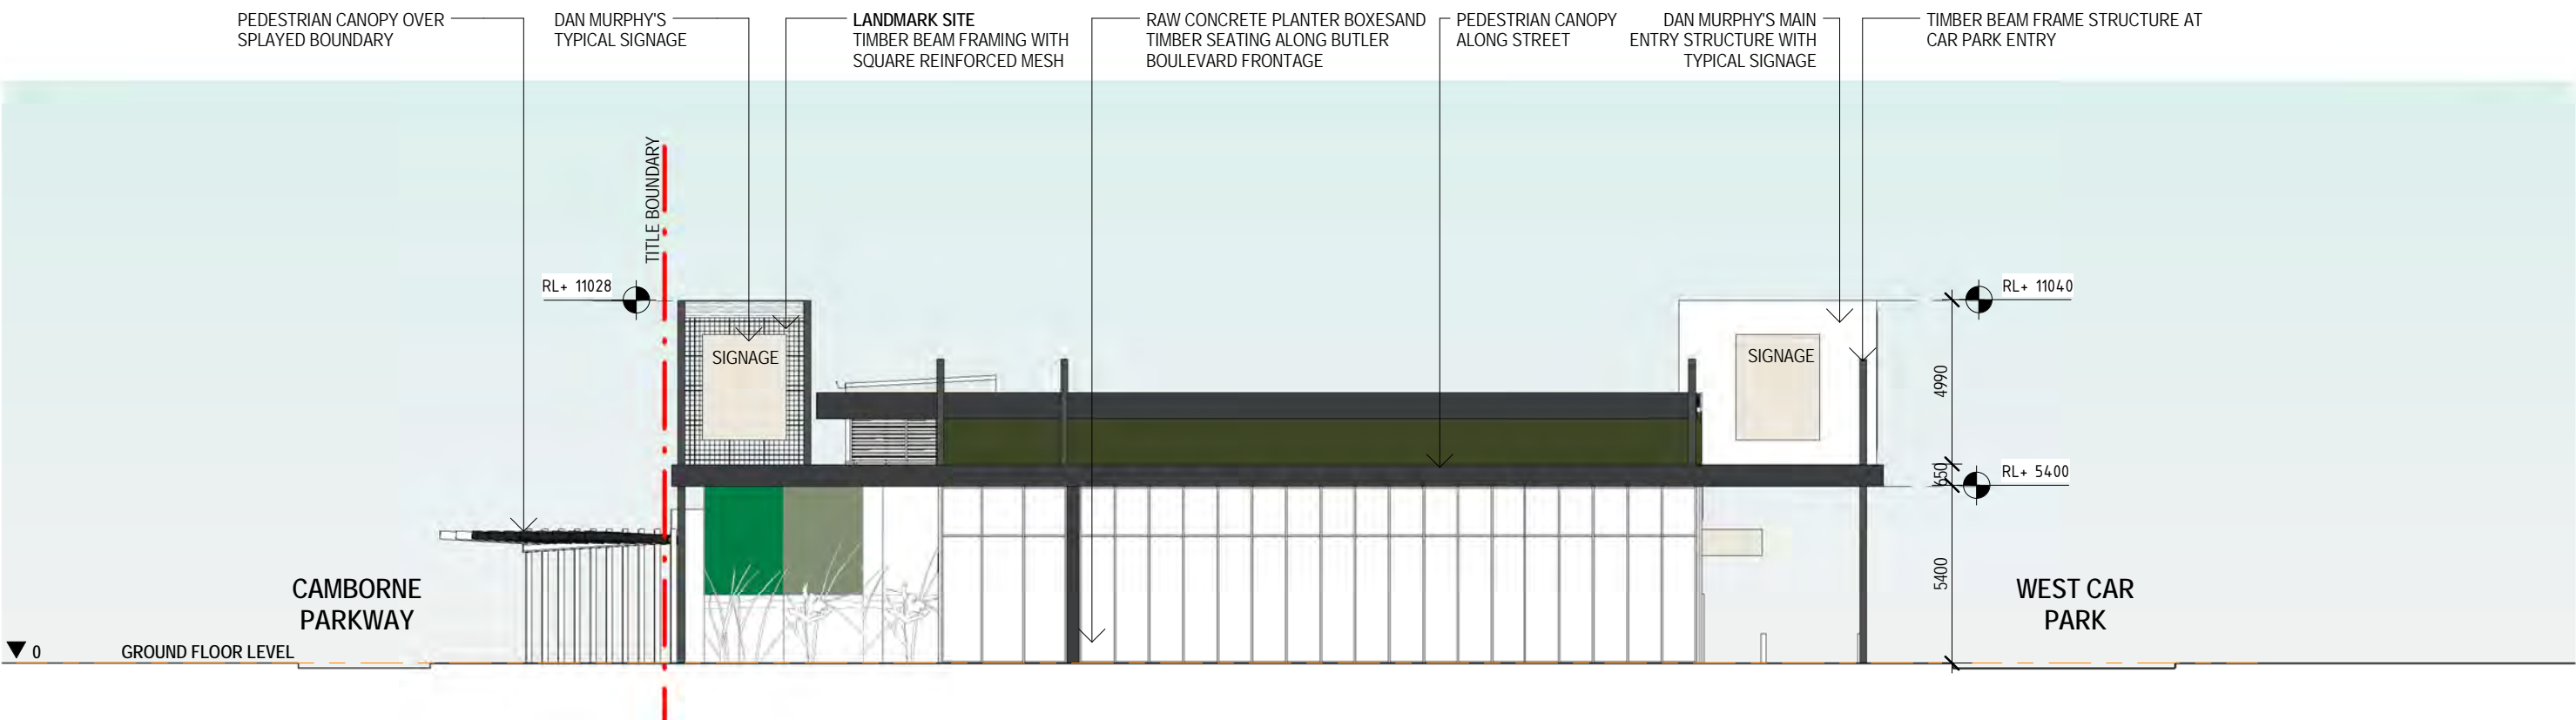 PEDESTRIAN CANOPY OVER
SPLAYED BOUNDARY
DAN MURPHY'S
TYPICAL SIGNAGE
LANDMARK SITE
TIMBER BEAM FRAMING WITH
SQUARE REINFORCED MESH
RAW CONCRETE PLANTER BOXESAND
TIMBER SEATING ALONG BUTLER
BOULEVARD FRONTAGE
PEDESTRIAN CANOPY
ALONG STREET
DAN MURPHY'S MAIN
ENTRY STRUCTURE WITH
TYPICAL SIGNAGE
TIMBER BEAM FRAME STRUCTURE AT
CAR PARK ENTRY
TITLE BOUNDARY
RL+ 11028
RL+ 11040
SIGNAGE
SIGNAGE
4990
650
RL+ 5400
5400
CAMBORNE
PARKWAY
WEST CAR
PARK
0
GROUND FLOOR LEVEL